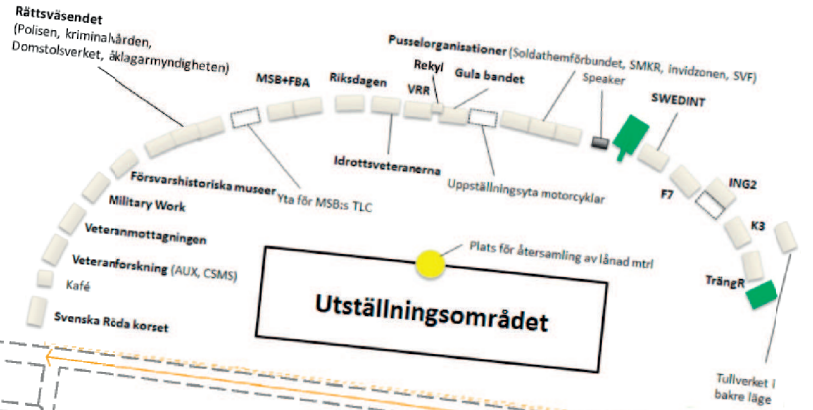 Rättsväsendet
(Polisen, kriminalvården,
Domstolsverket, åklagarmyndigheten)
MSB+FBA
Riksdagen
VRR
Rekyl
Gula bandet
Pusselorganisationer (Soldathemförbundet, SMKR, invidzonen, SVF)
Speaker
SWEDINT
Idrottsveteranerna
Uppställningsyta motorcyklar
F7
ING2
K3
TrängR
Försvarshistoriska museer
Yta för MSB:s TLC
Military Work
Veteranmottagningen
Veteranforskning (AUX, CSMS)
Kafé
Svenska Röda korset
Plats för återsamling av lånad mtrl
Utställningsområdet
Tullverket i
bakre läge